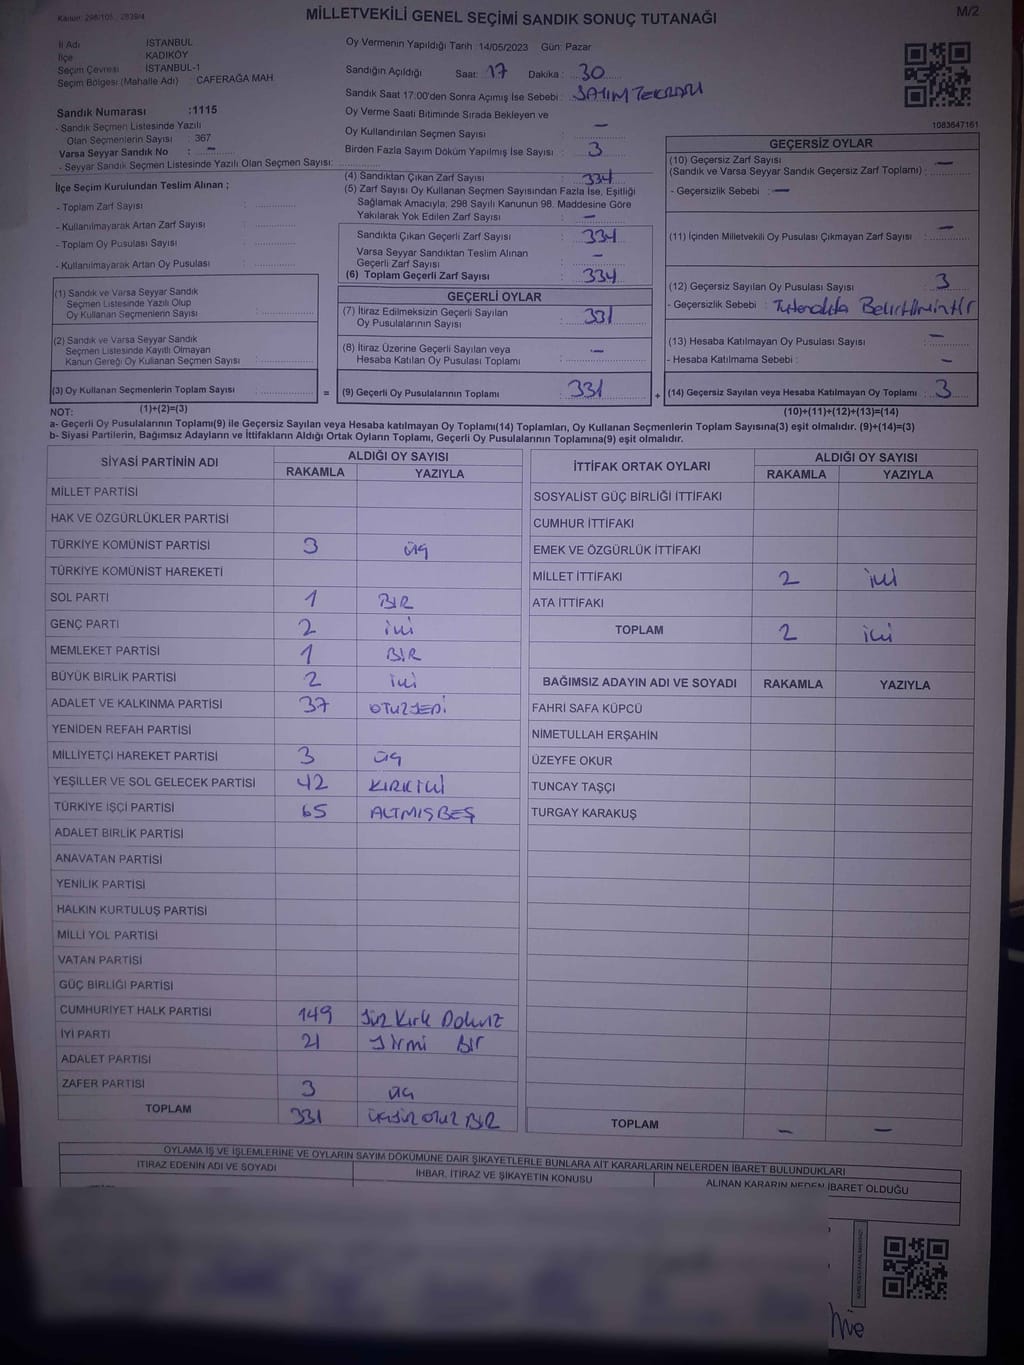 Kanun: 298/105 , 2839/4
MİLLETVEKİLİ GENEL SEÇİMİ SANDIK SONUÇ TUTANAĞI
M/2
İl Adı İSTANBUL
İlçe KADIKÖY
Seçim Çevresi İSTANBUL-1
Seçim Bölgesi (Mahalle Adı) : CAFERAĞA MAH.
Oy Vermenin Yapıldığı Tarih :14/05/2023 Gün: Pazar
Sandığın Açıldığı Saat: 17 Dakika : 30
Sandık Saat 17:00'den Sonra Açımış İse Sebebi: SAYIM TEKRARI
Sandık Numarası :1115
- Sandık Seçmen Listesinde Yazılı
Olan Seçmenlerin Sayısı : 367
Varsa Seyyar Sandık No : -
- Seyyar Sandık Seçmen Listesinde Yazılı Olan Seçmen Sayısı:
Oy Verme Saati Bitiminde Sırada Bekleyen ve
Oy Kullandırılan Seçmen Sayısı : -
Birden Fazla Sayım Döküm Yapılmış İse Sayısı : 3
1083647161
İlçe Seçim Kurulundan Teslim Alınan ;
- Toplam Zarf Sayısı :
- Kullanılmayarak Artan Zarf Sayısı :
- Toplam Oy Pusulası Sayısı :
- Kullanılmayarak Artan Oy Pusulası :
(4) Sandıktan Çıkan Zarf Sayısı : 334
(5) Zarf Sayısı Oy Kullanan Seçmen Sayısından Fazla İse, Eşitliği
Sağlamak Amacıyla, 298 Sayılı Kanunun 98. Maddesine Göre
Yakılarak Yok Edilen Zarf Sayısı : -
Sandıkta Çıkan Geçerli Zarf Sayısı : 334
Varsa Seyyar Sandıktan Teslim Alınan
Geçerli Zarf Sayısı : -
(6) Toplam Geçerli Zarf Sayısı : 334
GEÇERSİZ OYLAR
(10) Geçersiz Zarf Sayısı
(Sandık ve Varsa Seyyar Sandık Geçersiz Zarf Toplamı) : -
- Geçersizlik Sebebi : -
(11) İçinden Milletvekili Oy Pusulası Çıkmayan Zarf Sayısı : -
(12) Geçersiz Sayılan Oy Pusulası Sayısı : 3
- Geçersizlik Sebebi : Tutanakta Belirtilmiştir
(13) Hesaba Katılmayan Oy Pusulası Sayısı : -
- Hesaba Katılmama Sebebi : -
(14) Geçersiz Sayılan veya Hesaba Katılmayan Oy Toplamı : 3
(10)+(11)+(12)+(13)=(14)
(1) Sandık ve Varsa Seyyar Sandık
Seçmen Listesinde Yazılı Olup
Oy Kullanan Seçmenlerin Sayısı :
(2) Sandık ve Varsa Seyyar Sandık
Seçmen Listesinde Kayıtlı Olmayan
Kanun Gereği Oy Kullanan Seçmen Sayısı :
(3) Oy Kullanan Seçmenlerin Toplam Sayısı : =
(1)+(2)=(3)
GEÇERLİ OYLAR
(7) İtiraz Edilmeksizin Geçerli Sayılan
Oy Pusulalarının Sayısı : 331
(8) İtiraz Üzerine Geçerli Sayılan veya
Hesaba Katılan Oy Pusulası Toplamı : -
(9) Geçerli Oy Pusulalarının Toplamı : 331 +
NOT:
a- Geçerli Oy Pusulalarının Toplamı(9) ile Geçersiz Sayılan veya Hesaba katılmayan Oy Toplamı(14) Toplamları, Oy Kullanan Seçmenlerin Toplam Sayısına(3) eşit olmalıdır. (9)+(14)=(3)
b- Siyasi Partilerin, Bağımsız Adayların ve İttifakların Aldığı Ortak Oyların Toplamı, Geçerli Oy Pusulalarının Toplamına(9) eşit olmalıdır.
SİYASİ PARTİNİN ADI ALDIĞI OY SAYISI
RAKAMLA YAZIYLA
MİLLET PARTİSİ
HAK VE ÖZGÜRLÜKLER PARTİSİ
TÜRKİYE KOMÜNİST PARTİSİ 3 üç
TÜRKİYE KOMÜNİST HAREKETİ
SOL PARTİ 1 BİR
GENÇ PARTİ 2 iki
MEMLEKET PARTİSİ 1 BİR
BÜYÜK BİRLİK PARTİSİ 2 iki
ADALET VE KALKINMA PARTİSİ 37 OTUZYEDİ
YENİDEN REFAH PARTİSİ
MİLLİYETÇİ HAREKET PARTİSİ 3 üç
YEŞİLLER VE SOL GELECEK PARTİSİ 42 KIRKİKİ
TÜRKİYE İŞÇİ PARTİSİ 65 ALTMIŞBEŞ
ADALET BİRLİK PARTİSİ
ANAVATAN PARTİSİ
YENİLİK PARTİSİ
HALKIN KURTULUŞ PARTİSİ
MİLLİ YOL PARTİSİ
VATAN PARTİSİ
GÜÇ BİRLİĞİ PARTİSİ
CUMHURİYET HALK PARTİSİ 149 Yüz Kırk Dokuz
İYİ PARTİ 21 Yirmi Bir
ADALET PARTİSİ
ZAFER PARTİSİ 3 üç
TOPLAM 331 üçyüz otuz BİR
İTTİFAK ORTAK OYLARI ALDIĞI OY SAYISI
RAKAMLA YAZIYLA
SOSYALİST GÜÇ BİRLİĞİ İTTİFAKI
CUMHUR İTTİFAKI
EMEK VE ÖZGÜRLÜK İTTİFAKI
MİLLET İTTİFAKI 2 iki
ATA İTTİFAKI
TOPLAM 2 iki
BAĞIMSIZ ADAYIN ADI VE SOYADI RAKAMLA YAZIYLA
FAHRİ SAFA KÜPCÜ
NİMETULLAH ERŞAHİN
ÜZEYFE OKUR
TUNCAY TAŞÇI
TURGAY KARAKUŞ
TOPLAM - -
OYLAMA İŞ VE İŞLEMLERİNE VE OYLARIN SAYIM DÖKÜMÜNE DAİR ŞİKAYETLERLE BUNLARA AİT KARARLARIN NELERDEN İBARET BULUNDUKLARI
İTİRAZ EDENİN ADI VE SOYADI İHBAR, İTİRAZ VE ŞİKAYETİN KONUSU ALINAN KARARIN NEDEN İBARET OLDUĞU